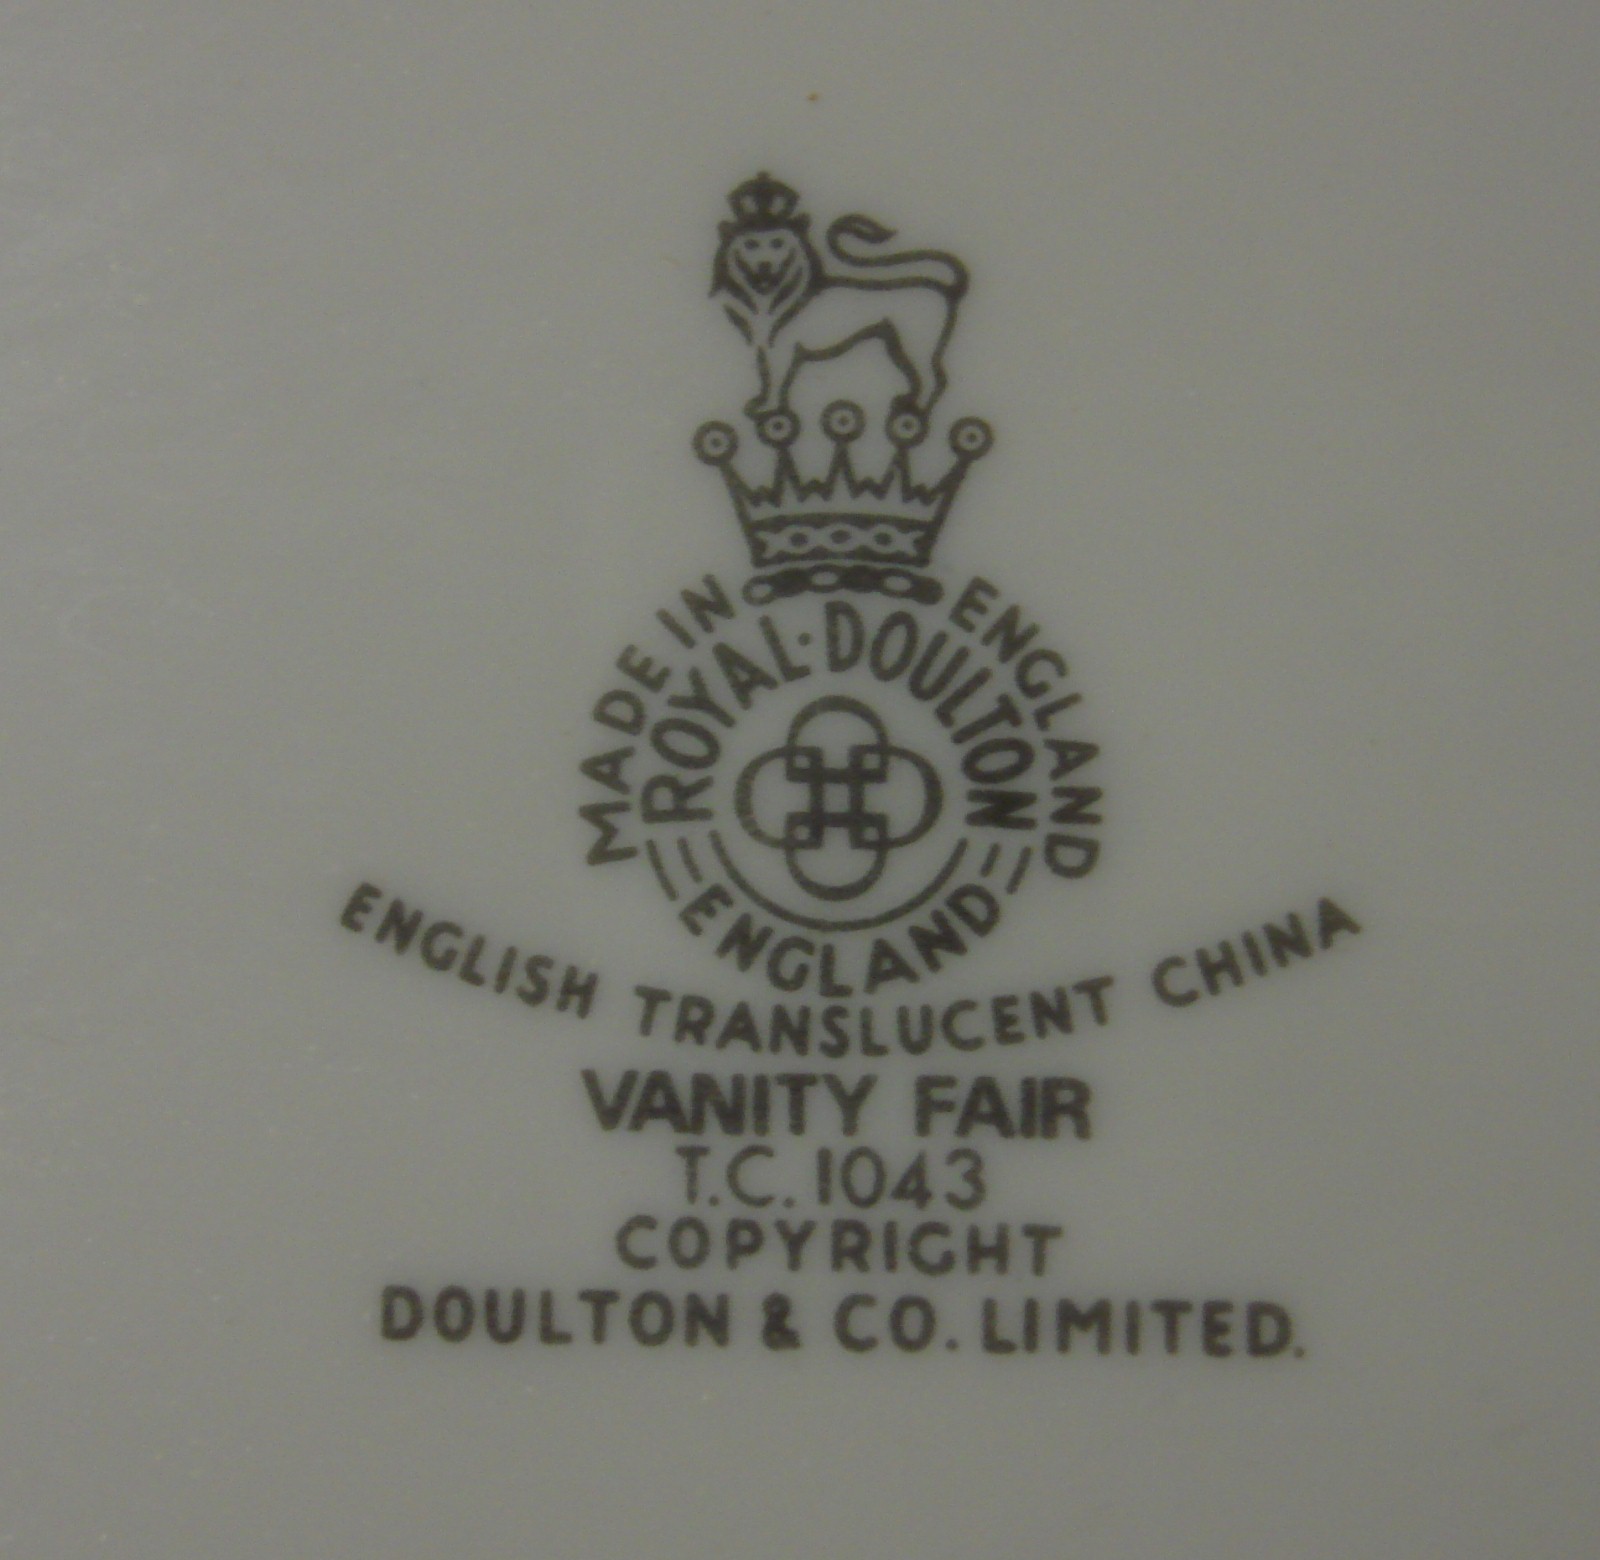 MADE IN ENGLAND
ROYAL·DOULTON
ENGLAND
ENGLISH TRANSLUCENT CHINA
VANITY FAIR
T.C. 1043
COPYRIGHT
DOULTON & CO. LIMITED.